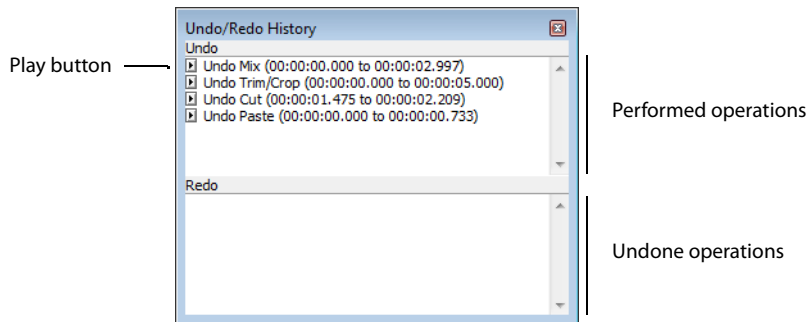 Undo/Redo History
Undo
Play button
Undo Mix (00:00:00.000 to 00:00:02.997)
Undo Trim/Crop (00:00:00.000 to 00:00:05.000)
Undo Cut (00:00:01.475 to 00:00:02.209)
Undo Paste (00:00:00.000 to 00:00:00.733)
Performed operations
Redo
Undone operations